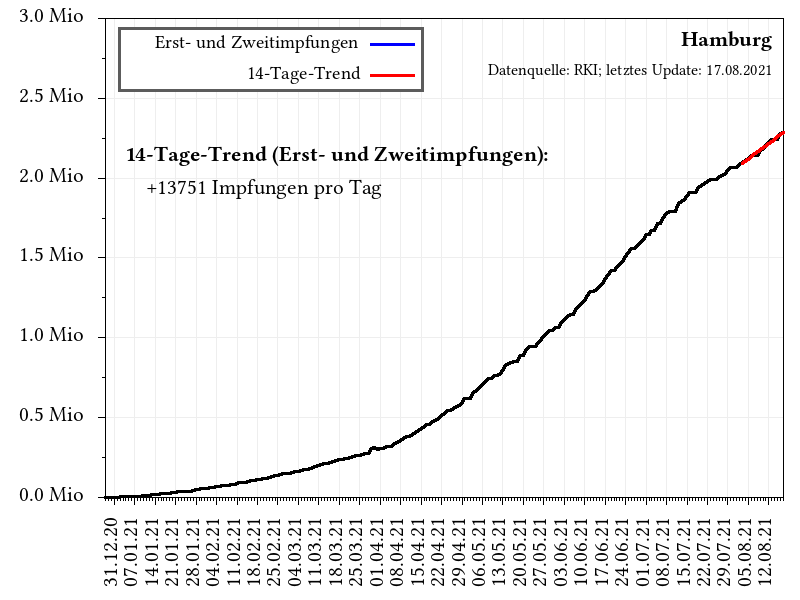 3.0 Mio
2.5 Mio
2.0 Mio
1.5 Mio
1.0 Mio
0.5 Mio
0.0 Mio
Erst- und Zweitimpfungen
14-Tage-Trend
Hamburg
Datenquelle: RKI; letztes Update: 17.08.2021
14-Tage-Trend (Erst- und Zweitimpfungen):
+13751 Impfungen pro Tag
31.12.20
07.01.21
14.01.21
21.01.21
28.01.21
04.02.21
11.02.21
18.02.21
25.02.21
04.03.21
11.03.21
18.03.21
25.03.21
01.04.21
08.04.21
15.04.21
22.04.21
29.04.21
06.05.21
13.05.21
20.05.21
27.05.21
03.06.21
10.06.21
17.06.21
24.06.21
01.07.21
08.07.21
15.07.21
22.07.21
29.07.21
05.08.21
12.08.21